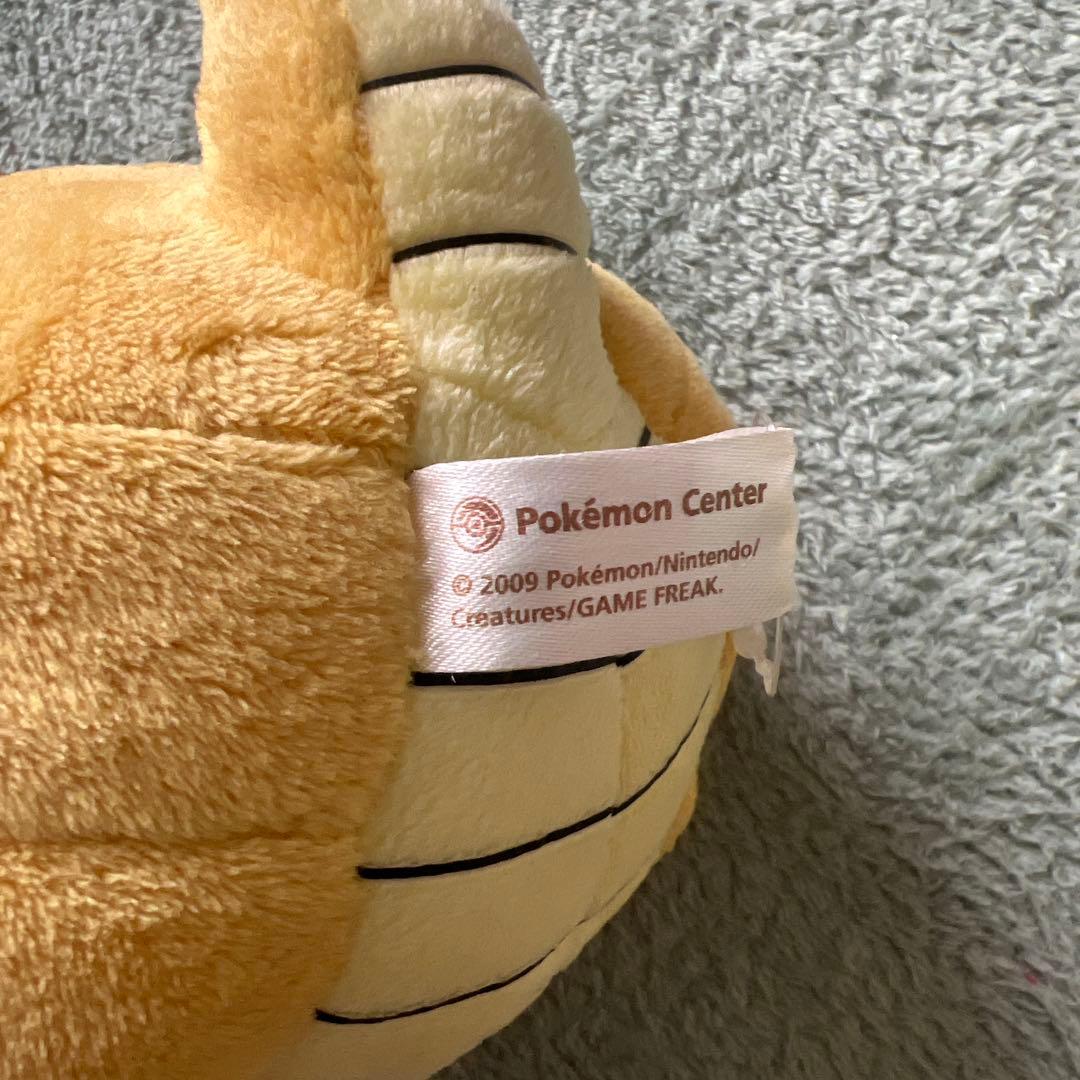 Pokémon Center
© 2009 Pokémon/Nintendo/
Creatures/GAME FREAK.